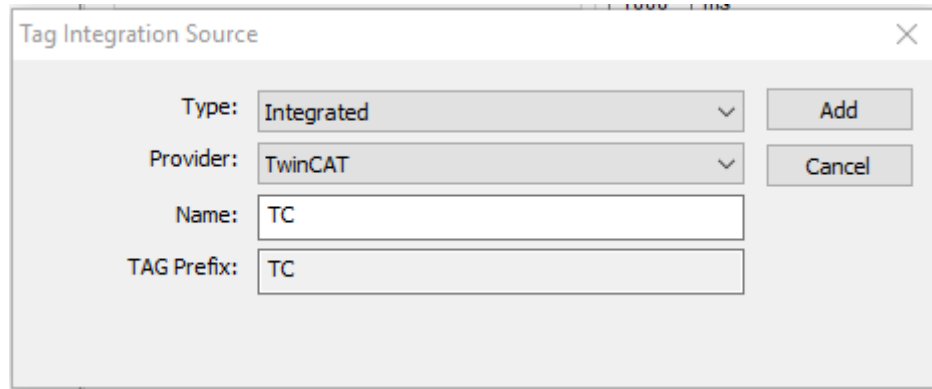 Tag Integration Source
Type: Integrated Add
Provider: TwinCAT Cancel
Name: TC
TAG Prefix: TC